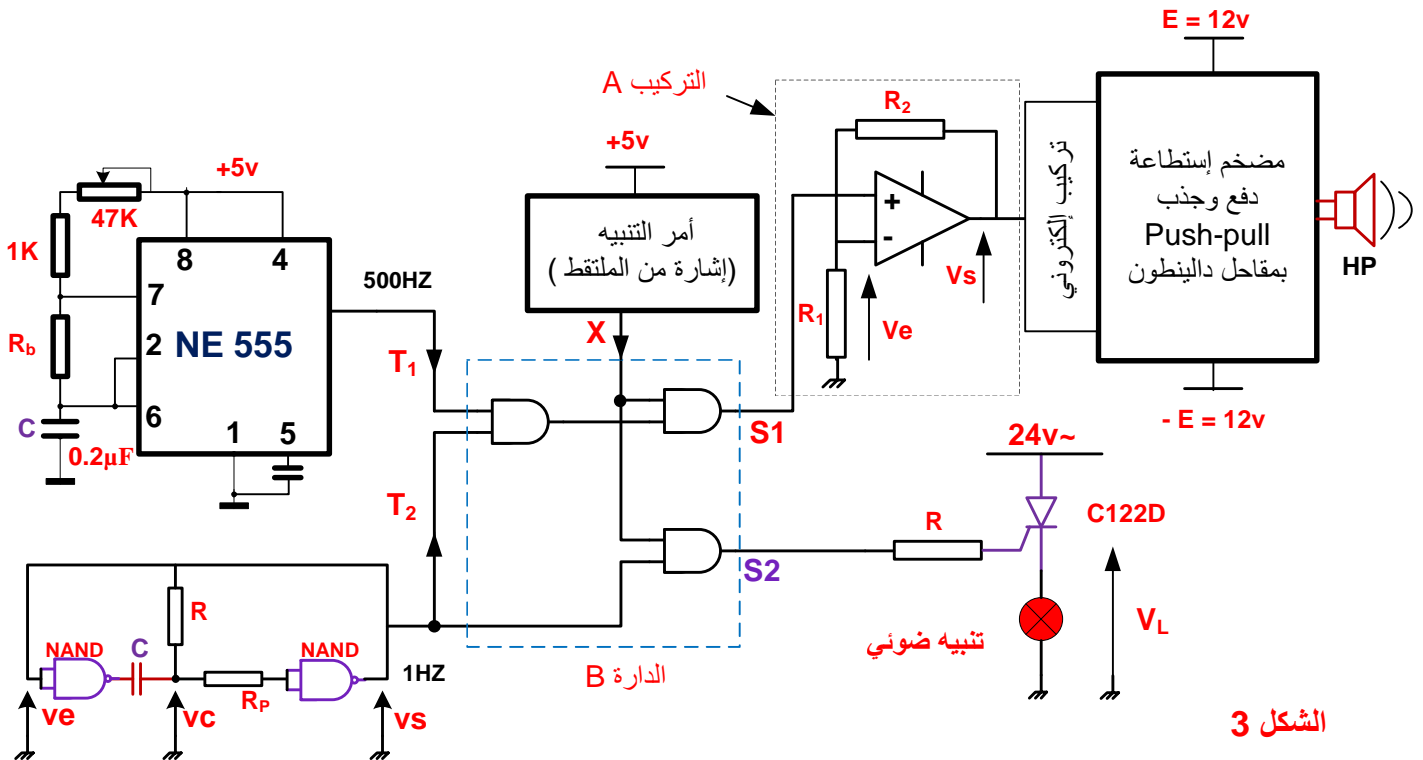 E = 12v
التركيب A
R2
+5v
+5v
47K
1K
8
4
7
Rb
2
NE 555
6
C
0.2µF
1
5
500HZ
أمر التنبيه
(إشارة من الملتقط)
X
T1
T2
+
-
R1
Ve
Vs
تركيب إلكتروني
مضخم إستطاعة
دفع وجذب
Push-pull
بمقاحل دالينطون
HP
- E = 12v
S1
S2
24v~
C122D
R
VL
تنبيه ضوئي
الدارة B
R
NAND
C
NAND
RP
1HZ
ve
vc
vs
الشكل 3